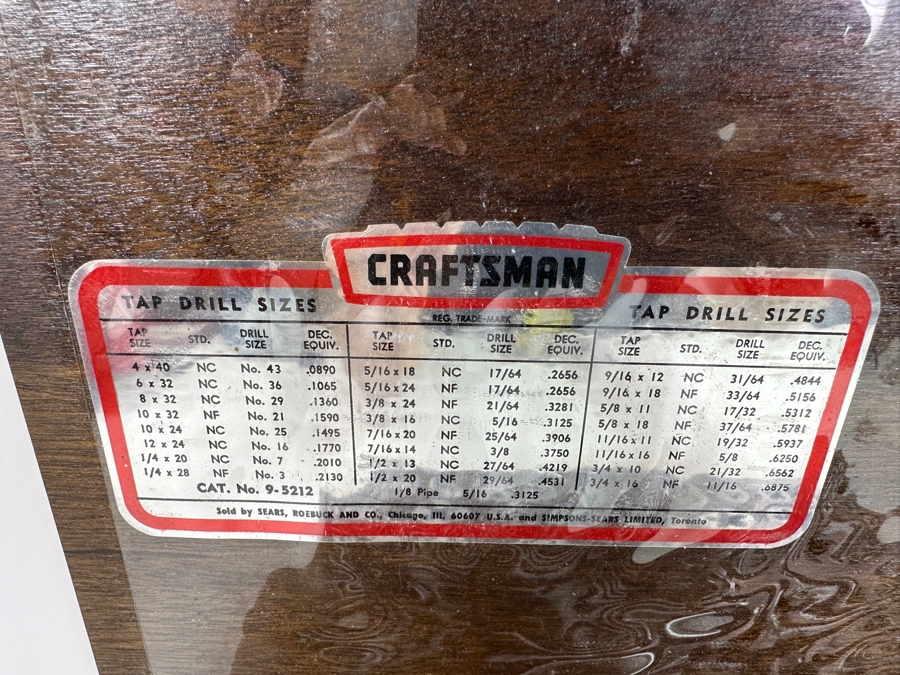 CRAFTSMAN
REG. TRADE-MARK
TAP DRILL SIZES
TAP SIZE STD. DRILL SIZE DEC. EQUIV.
4 x 40 NC No. 43 .0890
6 x 32 NC No. 36 .1065
8 x 32 NC No. 29 .1360
10 x 32 NF No. 21 .1590
10 x 24 NC No. 25 .1495
12 x 24 NC No. 16 .1770
1/4 x 20 NC No. 7 .2010
1/4 x 28 NF No. 3 .2130
CAT. No. 9-5212
TAP SIZE STD. DRILL SIZE DEC. EQUIV.
5/16 x 18 NC 17/64 .2656
5/16 x 24 NF 17/64 .2656
3/8 x 24 NF 21/64 .3281
3/8 x 16 NC 5/16 .3125
7/16 x 20 NF 25/64 .3906
7/16 x 14 NC 3/8 .3750
1/2 x 13 NC 27/64 .4219
1/2 x 20 NF 29/64 .4531
1/8 Pipe 5/16 .3125
TAP DRILL SIZES
TAP SIZE STD. DRILL SIZE DEC. EQUIV.
9/16 x 12 NC 31/64 .4844
9/16 x 18 NF 33/64 .5156
5/8 x 11 NC 17/32 .5312
5/8 x 18 NF 37/64 .5781
11/16 x 11 NC 19/32 .5937
11/16 x 16 NF 5/8 .6250
3/4 x 10 NC 21/32 .6562
3/4 x 16 NF 11/16 .6875
Sold by SEARS, ROEBUCK AND CO., Chicago, Ill. 60607 U.S.A. and SIMPSONS-SEARS LIMITED, Toronto